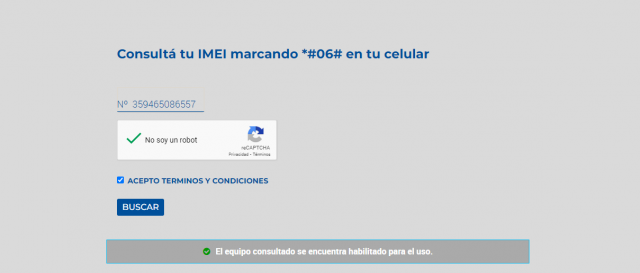 Consultá tu IMEI marcando *#06# en tu celular
Nº 359465086557
No soy un robot
reCAPTCHA
Privacidad - Términos
ACEPTO TERMINOS Y CONDICIONES
BUSCAR
El equipo consultado se encuentra habilitado para el uso.